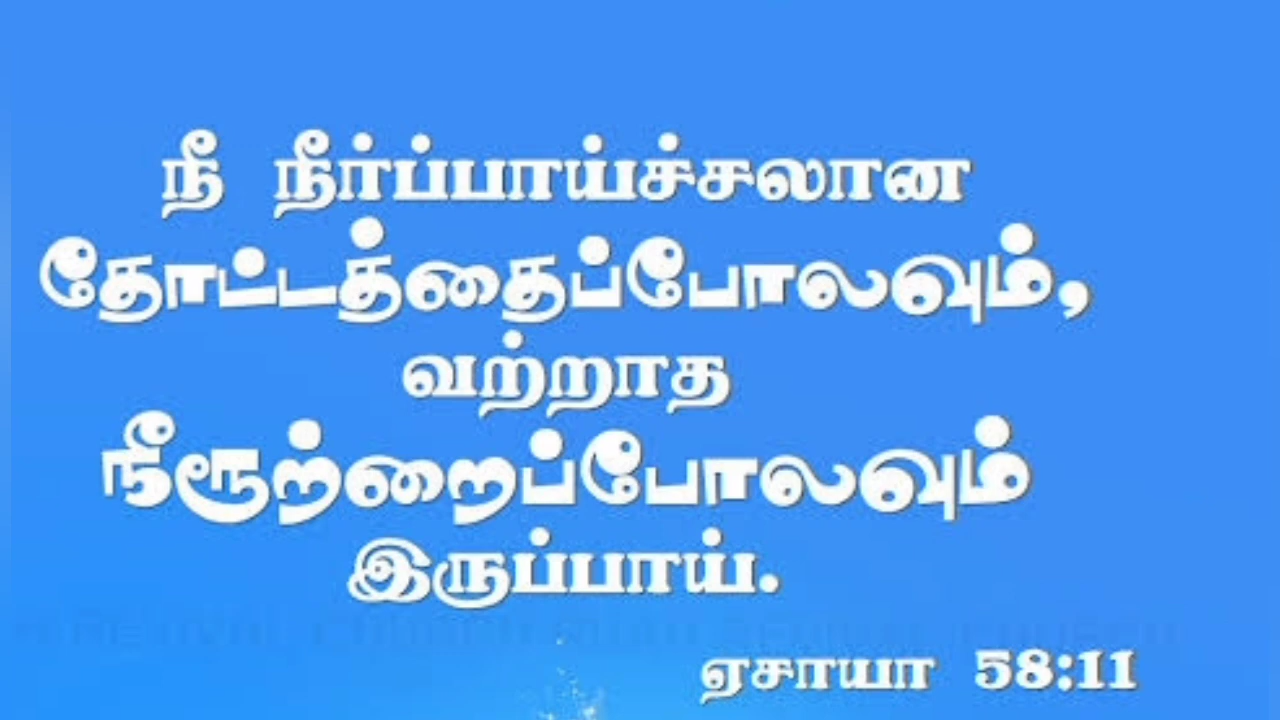 நீ நீர்ப்பாய்ச்சலான
தோட்டத்தைப்போலவும்,
வற்றாத
நீரூற்றைப்போலவும்
இருப்பாய்.
ஏசாயா 58:11